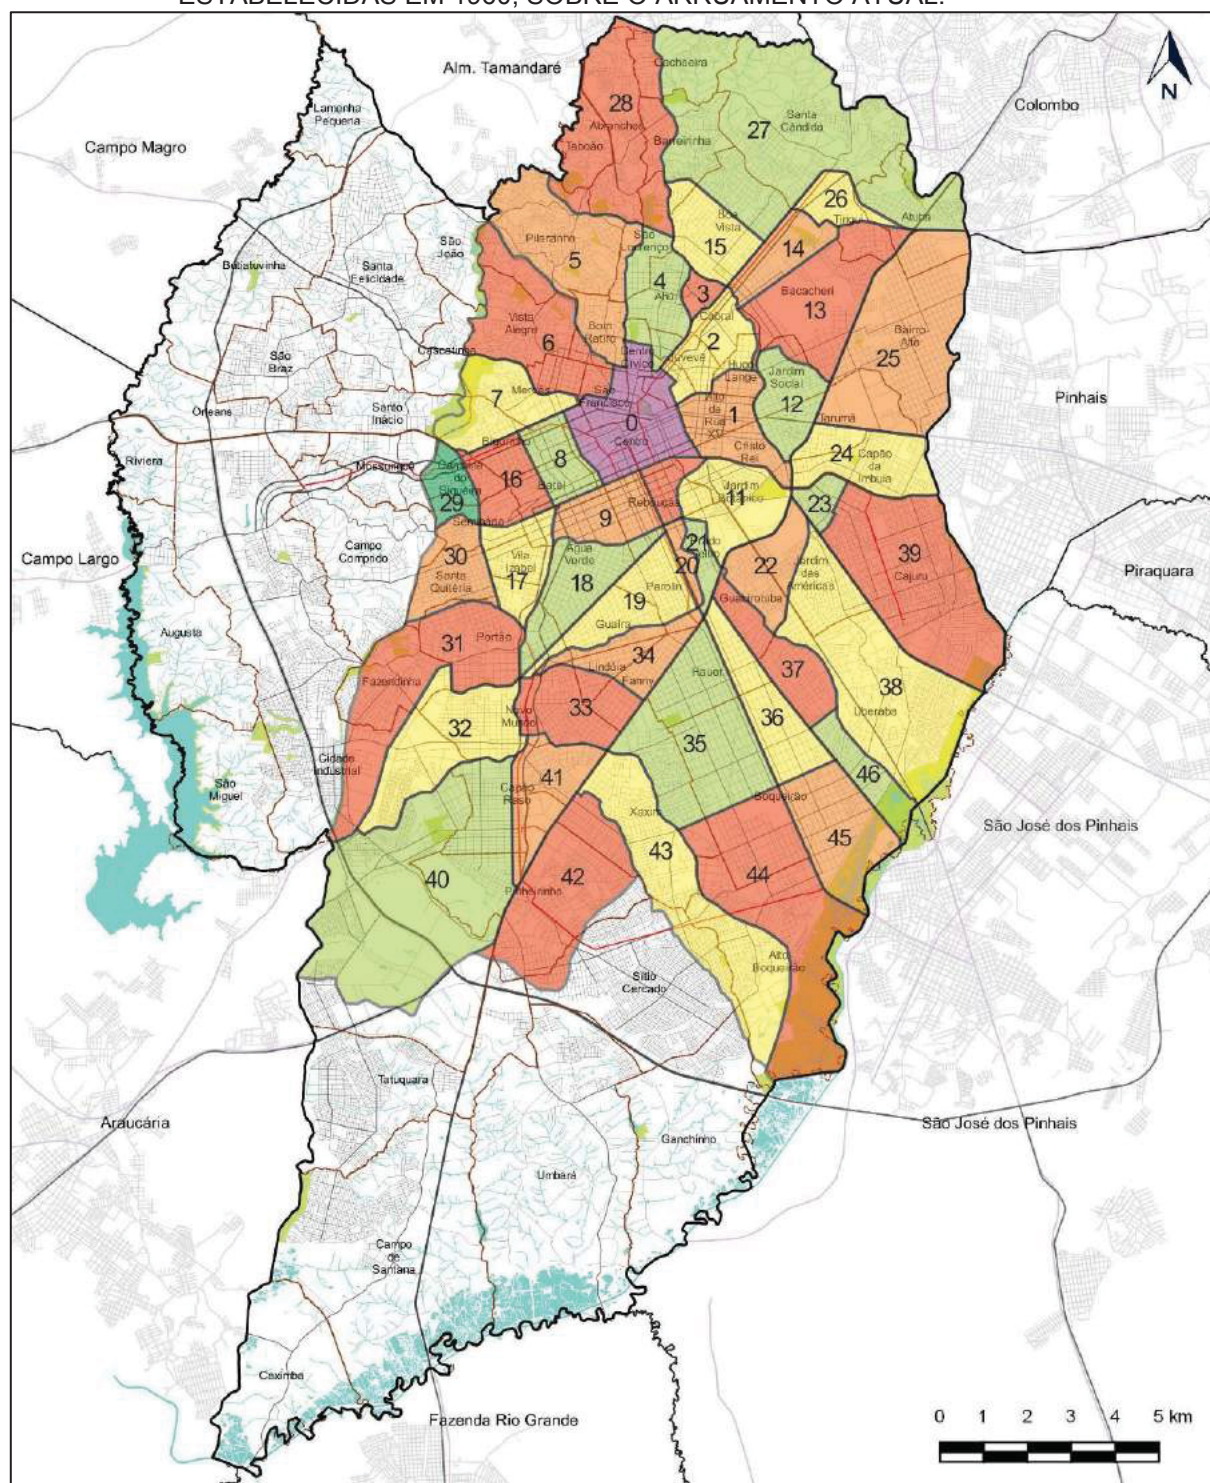 ESTABELECIDAS EM 1966, SOBRE O ARRUAMENTO ATUAL.
Alm. Tamandaré
Cachoeira
N
Colombo
Lamenha
Pequena
28
Abranches
Taboão
27
Santa
Cândida
Campo Magro
Barreirinha
26
Tingui
Atuba
Boa
Vista
15
14
São
Lourenço
Pilarzinho
5
São
João
Butiatuvinha
Santa
Felicidade
4
Ahú
3
Cabral
Bacacheri
13
Vista
Alegre
6
Bom
Retiro
2
Juvevê
Hugo
Lange
Bairro
Alto
25
Cascatinha
Centro
Cívico
São
Braz
Jardim
Social
12
Mercês
7
São
Francisco
0
Centro
Alto
da
Rua
XV
1
Cristo
Rei
Tarumã
Pinhais
Orleans
Santo
Inácio
Bigorrilho
24
Capão
da
Imbuia
Riviera
Mossunguê
Campina
do
Siqueira
29
16
8
Batel
Jardim
Botânico
11
23
Rebouças
9
Seminário
Campo Largo
Campo
Comprido
30
Santa
Quitéria
Vila
Izabel
17
Água
Verde
18
21
20
Parolin
22
Guabirotuba
Jardim
das
Américas
39
Cajuru
Piraquara
19
Guaíra
Augusta
31
Portão
Fazendinha
Lindóia
34
Fanny
Hauer
37
38
Uberaba
32
Novo
Mundo
33
36
35
Cidade
Industrial
São
Miguel
41
Capão
Raso
46
Boqueirão
Xaxim
45
São José dos Pinhais
43
40
42
Pinheirinho
44
Alto
Boqueirão
Sítio
Cercado
Tatuquara
Araucária
São José dos Pinhais
Ganchinho
Umbará
Campo
de
Santana
Caximba
Fazenda Rio Grande
0 1 2 3 4 5 km